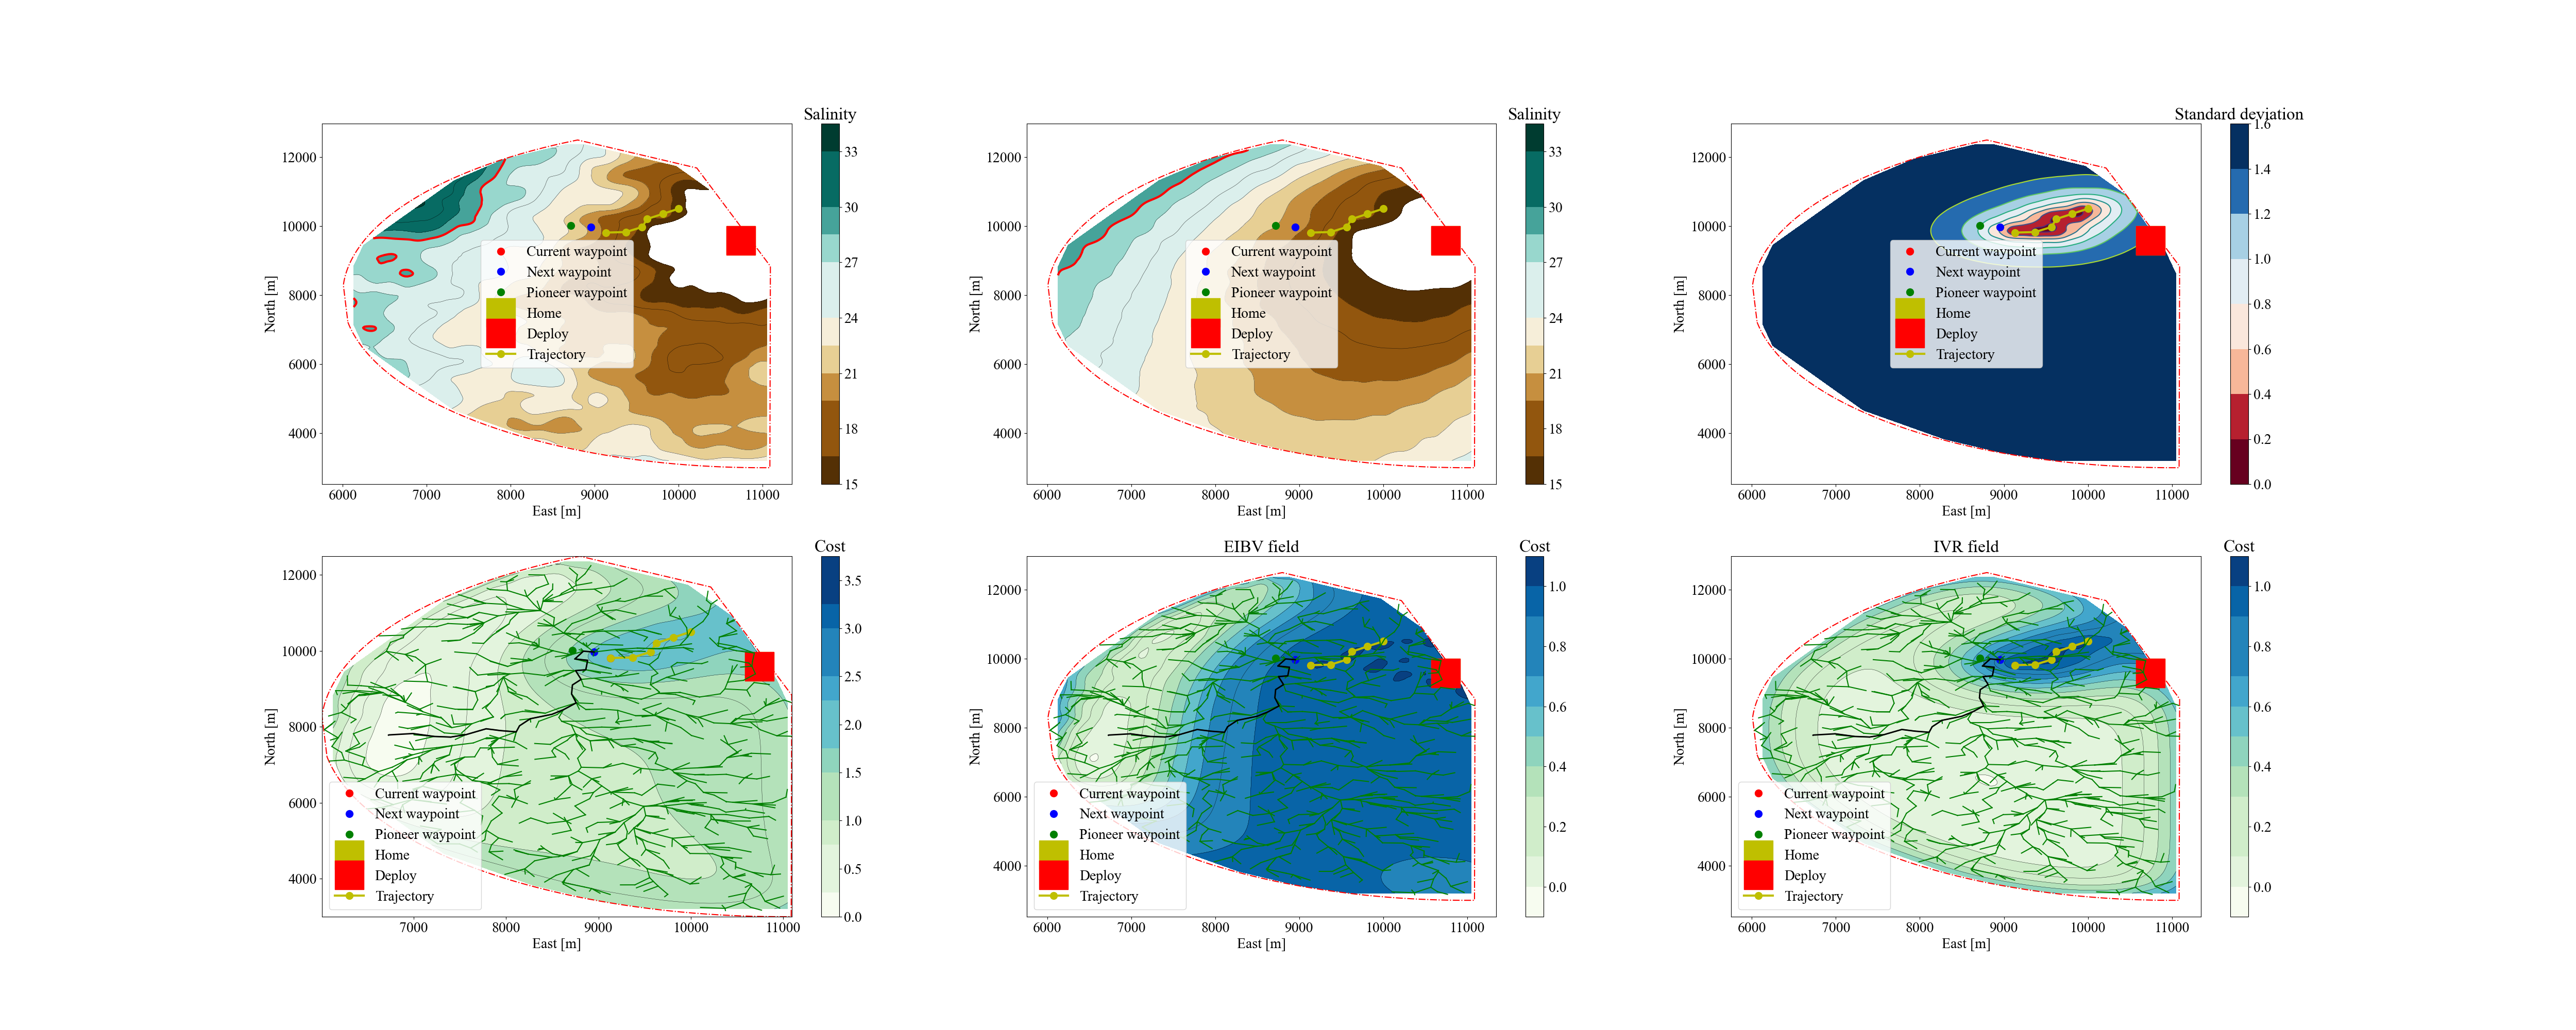 Salinity
12000
10000
8000
6000
4000
North [m]
6000 7000 8000 9000 10000 11000
East [m]
Current waypoint
Next waypoint
Pioneer waypoint
Home
Deploy
Trajectory
33
30
27
24
21
18
15
Salinity
12000
10000
8000
6000
4000
North [m]
6000 7000 8000 9000 10000 11000
East [m]
Current waypoint
Next waypoint
Pioneer waypoint
Home
Deploy
Trajectory
33
30
27
24
21
18
15
Standard deviation
12000
10000
8000
6000
4000
North [m]
6000 7000 8000 9000 10000 11000
East [m]
Current waypoint
Next waypoint
Pioneer waypoint
Home
Deploy
Trajectory
1.6
1.4
1.2
1.0
0.8
0.6
0.4
0.2
0.0
Cost
12000
10000
8000
6000
4000
North [m]
7000 8000 9000 10000 11000
East [m]
Current waypoint
Next waypoint
Pioneer waypoint
Home
Deploy
Trajectory
3.5
3.0
2.5
2.0
1.5
1.0
0.5
0.0
EIBV field
Cost
12000
10000
8000
6000
4000
North [m]
6000 7000 8000 9000 10000 11000
East [m]
Current waypoint
Next waypoint
Pioneer waypoint
Home
Deploy
Trajectory
1.0
0.8
0.6
0.4
0.2
0.0
IVR field
Cost
12000
10000
8000
6000
4000
North [m]
6000 7000 8000 9000 10000 11000
East [m]
Current waypoint
Next waypoint
Pioneer waypoint
Home
Deploy
Trajectory
1.0
0.8
0.6
0.4
0.2
0.0